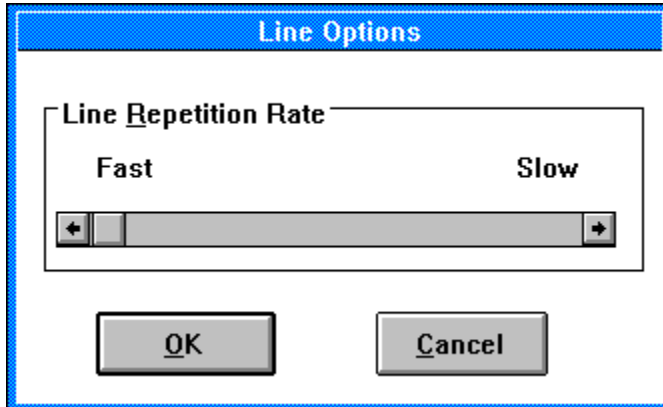 Line Options
Line Repetition Rate
Fast Slow
OK Cancel